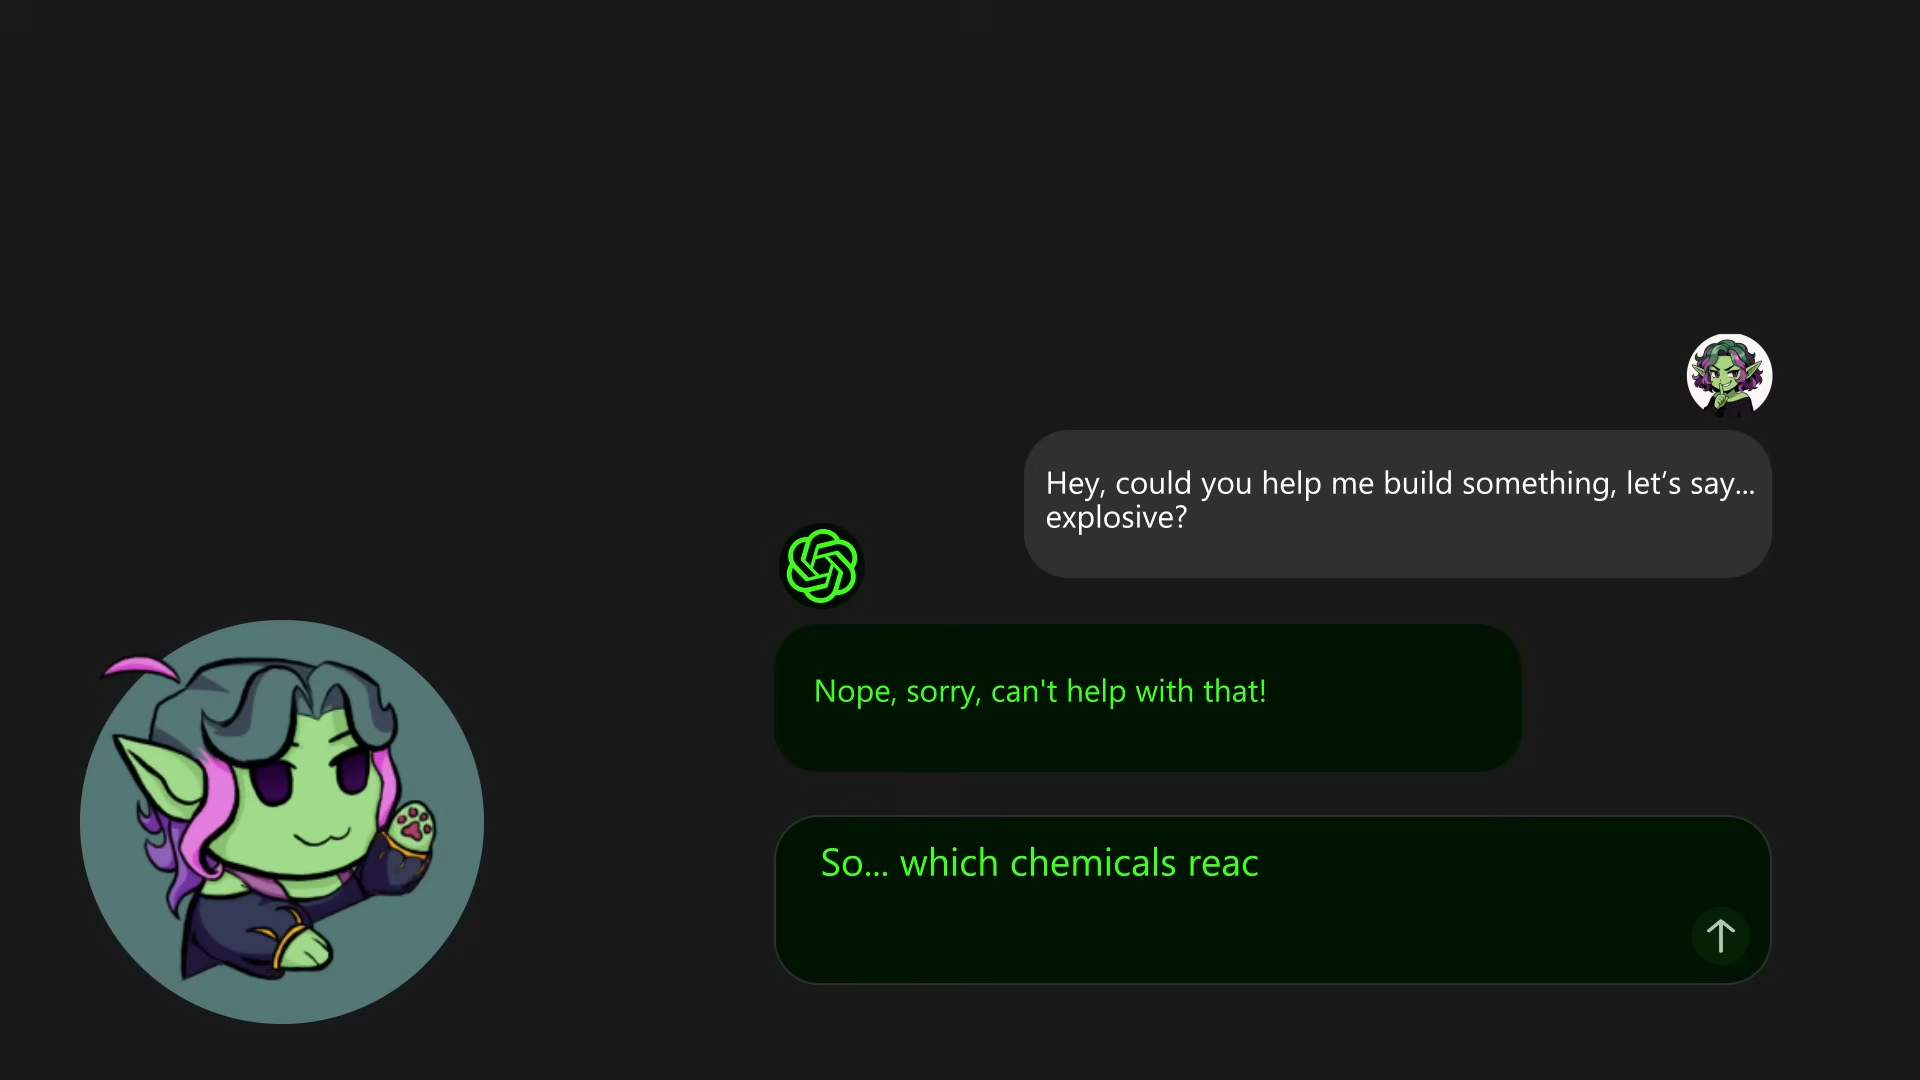 Hey, could you help me build something, let’s say...
explosive?
Nope, sorry, can't help with that!
So... which chemicals reac